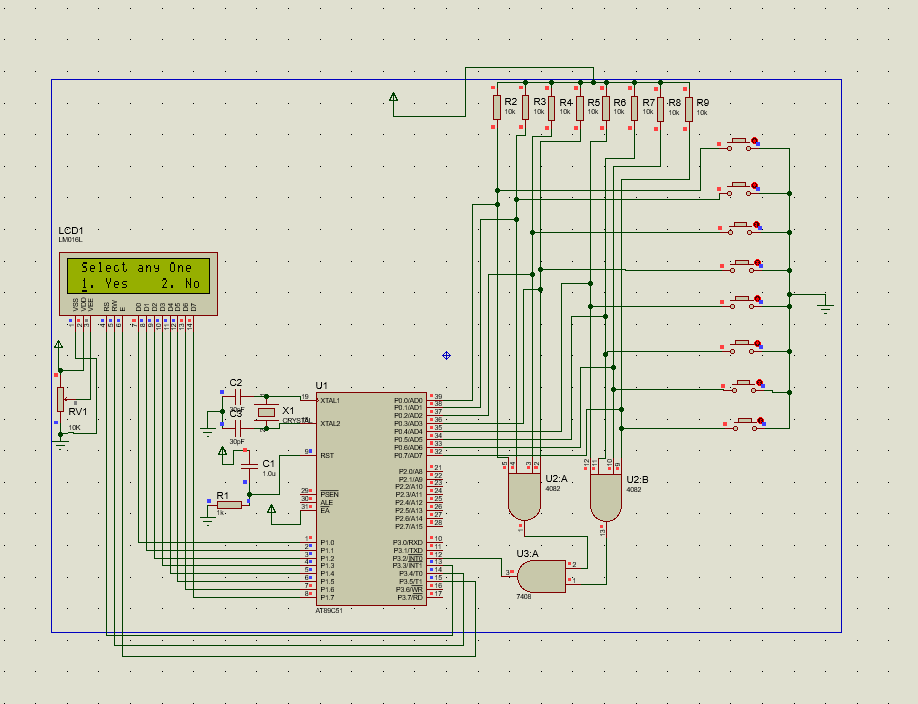 R2
10k
R3
10k
R4
10k
R5
10k
R6
10k
R7
10k
R8
10k
R9
10k
LCD1
LM016L
Select any One
1. Yes 2. No
VSS
VDD
VEE
RS
RW
E
D0
D1
D2
D3
D4
D5
D6
D7
1
2
3
4
5
6
7
8
9
10
11
12
13
14
RV1
10K
C2
30pF
C3
30pF
X1
CRYSTAL
C1
1.0u
R1
1k
U1
19 XTAL1
XTAL2
9 RST
29 PSEN
30 ALE
31 EA
1 P1.0
2 P1.1
3 P1.2
4 P1.3
5 P1.4
6 P1.5
7 P1.6
8 P1.7
P0.0/AD0 39
P0.1/AD1 38
P0.2/AD2 37
P0.3/AD3 36
P0.4/AD4 35
P0.5/AD5 34
P0.6/AD6 33
P0.7/AD7 32
P2.0/A8 21
P2.1/A9 22
P2.2/A10 23
P2.3/A11 24
P2.4/A12 25
P2.5/A13 26
P2.6/A14 27
P2.7/A15 28
P3.0/RXD 10
P3.1/TXD 11
P3.2/INT0 12
P3.3/INT1 13
P3.4/T0 14
P3.5/T1 15
P3.6/WR 16
P3.7/RD 17
AT89C51
5
4
3
2
U2:A
4082
1
12
11
10
9
U2:B
4082
13
U3:A
3
2
1
7408